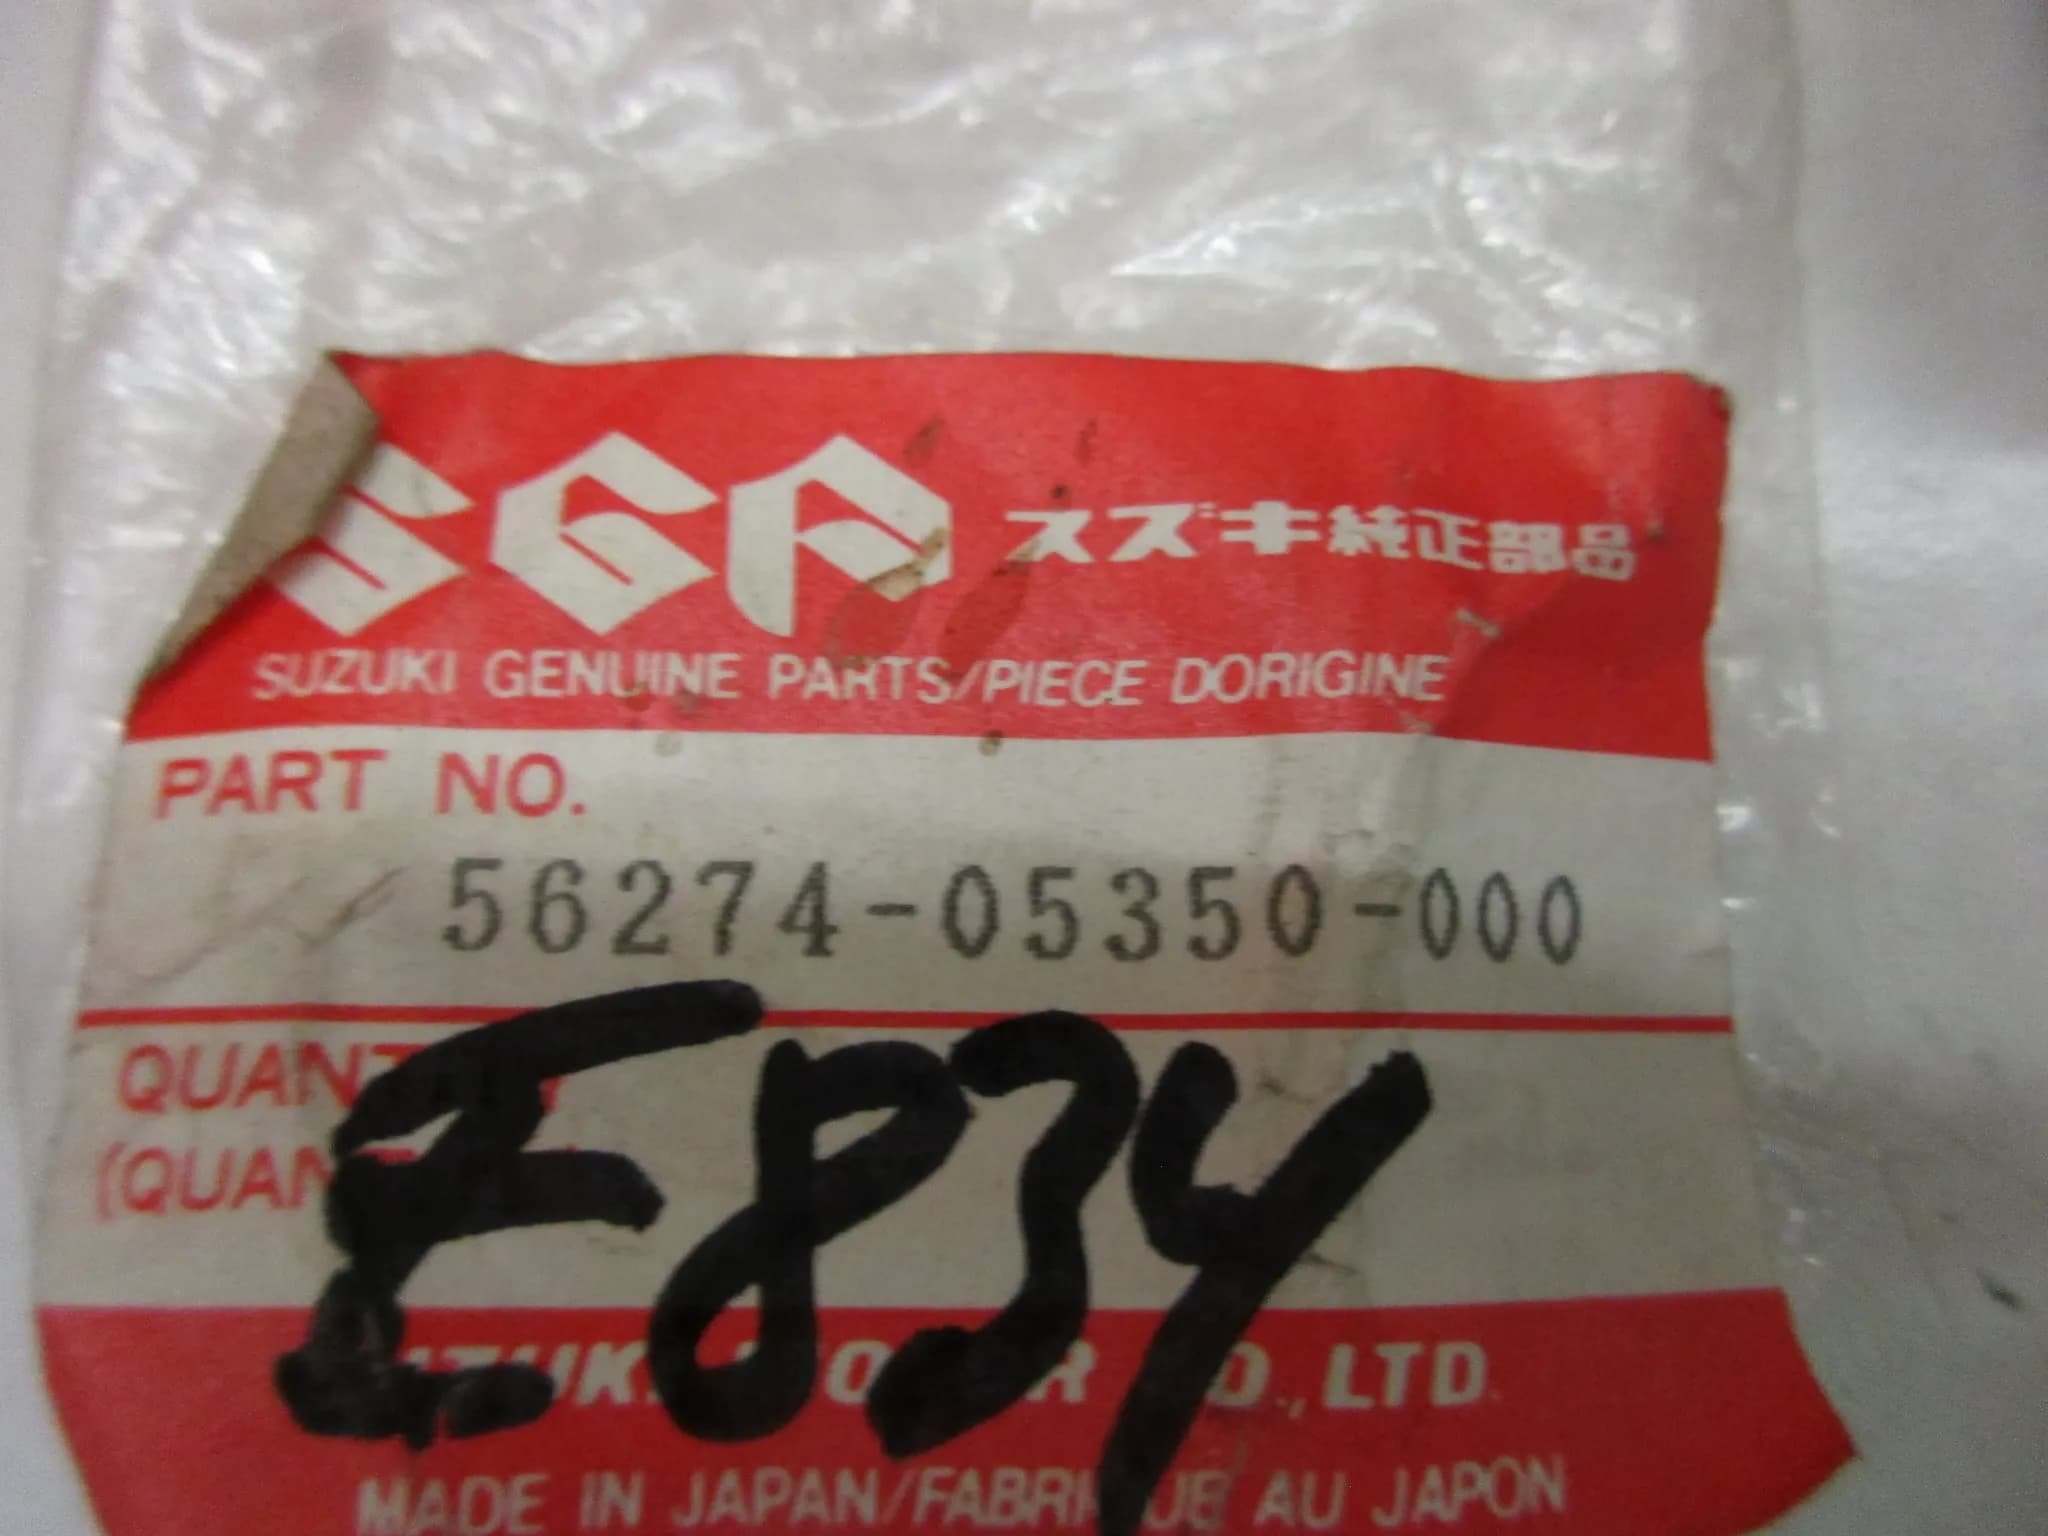 SGP スズキ純正部品
SUZUKI GENUINE PARTS/PIECE DORIGINE
PART NO.
56274-05350-000
E834
LTD.
MADE IN JAPAN/ AU JAPON